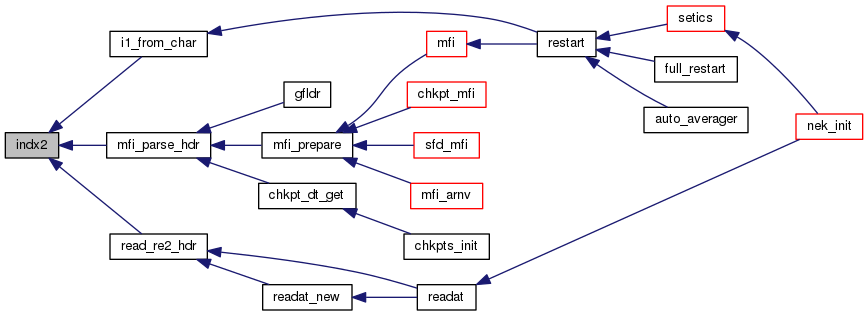 indx2
i1_from_char
mfi_parse_hdr
read_re2_hdr
gfldr
mfi_prepare
chkpt_dt_get
readat_new
mfi
chkpt_mfi
sfd_mfi
mfi_arnv
chkpts_init
readat
restart
setics
full_restart
auto_averager
nek_init